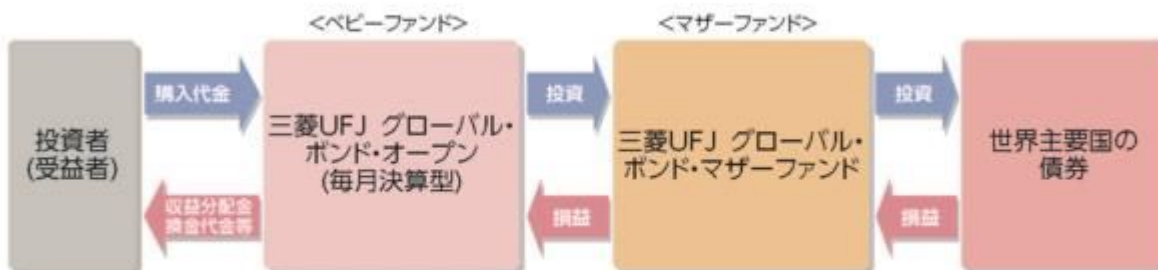 <ベビーファンド>
<マザーファンド>
投資者
(受益者)
購入代金
収益分配金
換金代金等
三菱UFJ グローバル・
ボンド・オープン
(毎月決算型)
投資
損益
三菱UFJ グローバル・
ボンド・マザーファンド
投資
損益
世界主要国の
債券